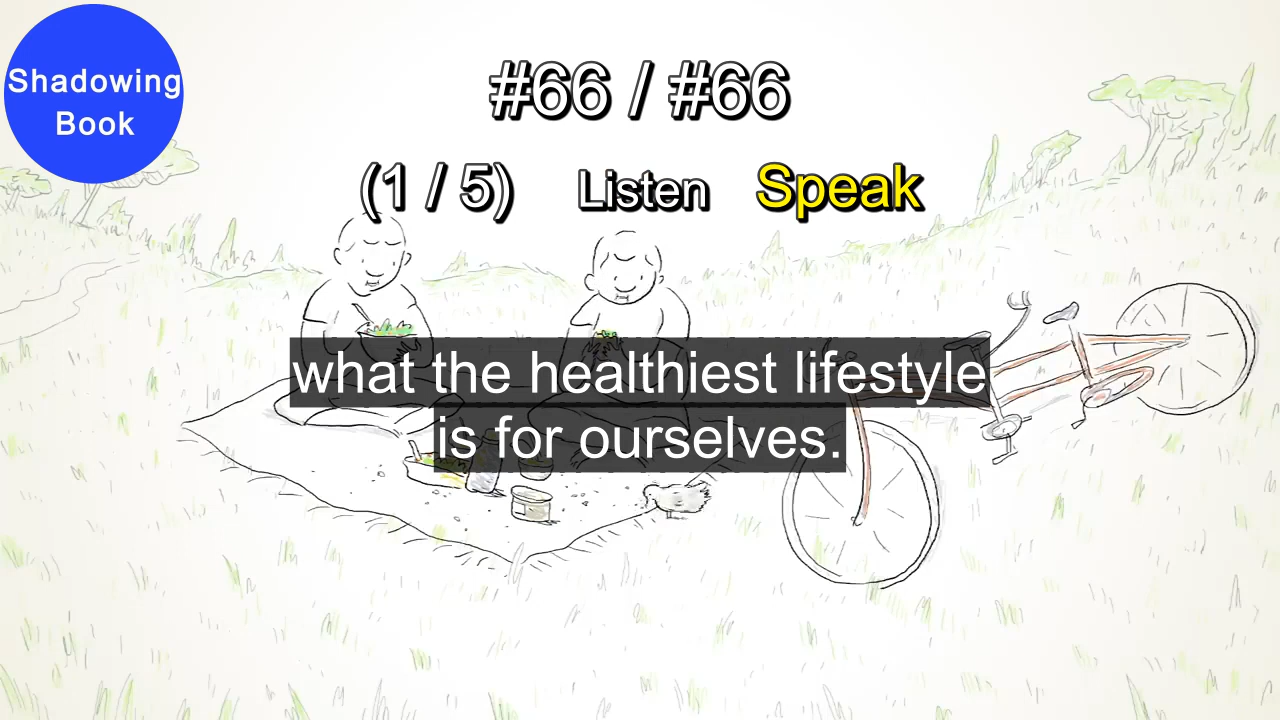 Shadowing
Book
#66 / #66
(1 / 5) Listen Speak
what the healthiest lifestyle
is for ourselves.